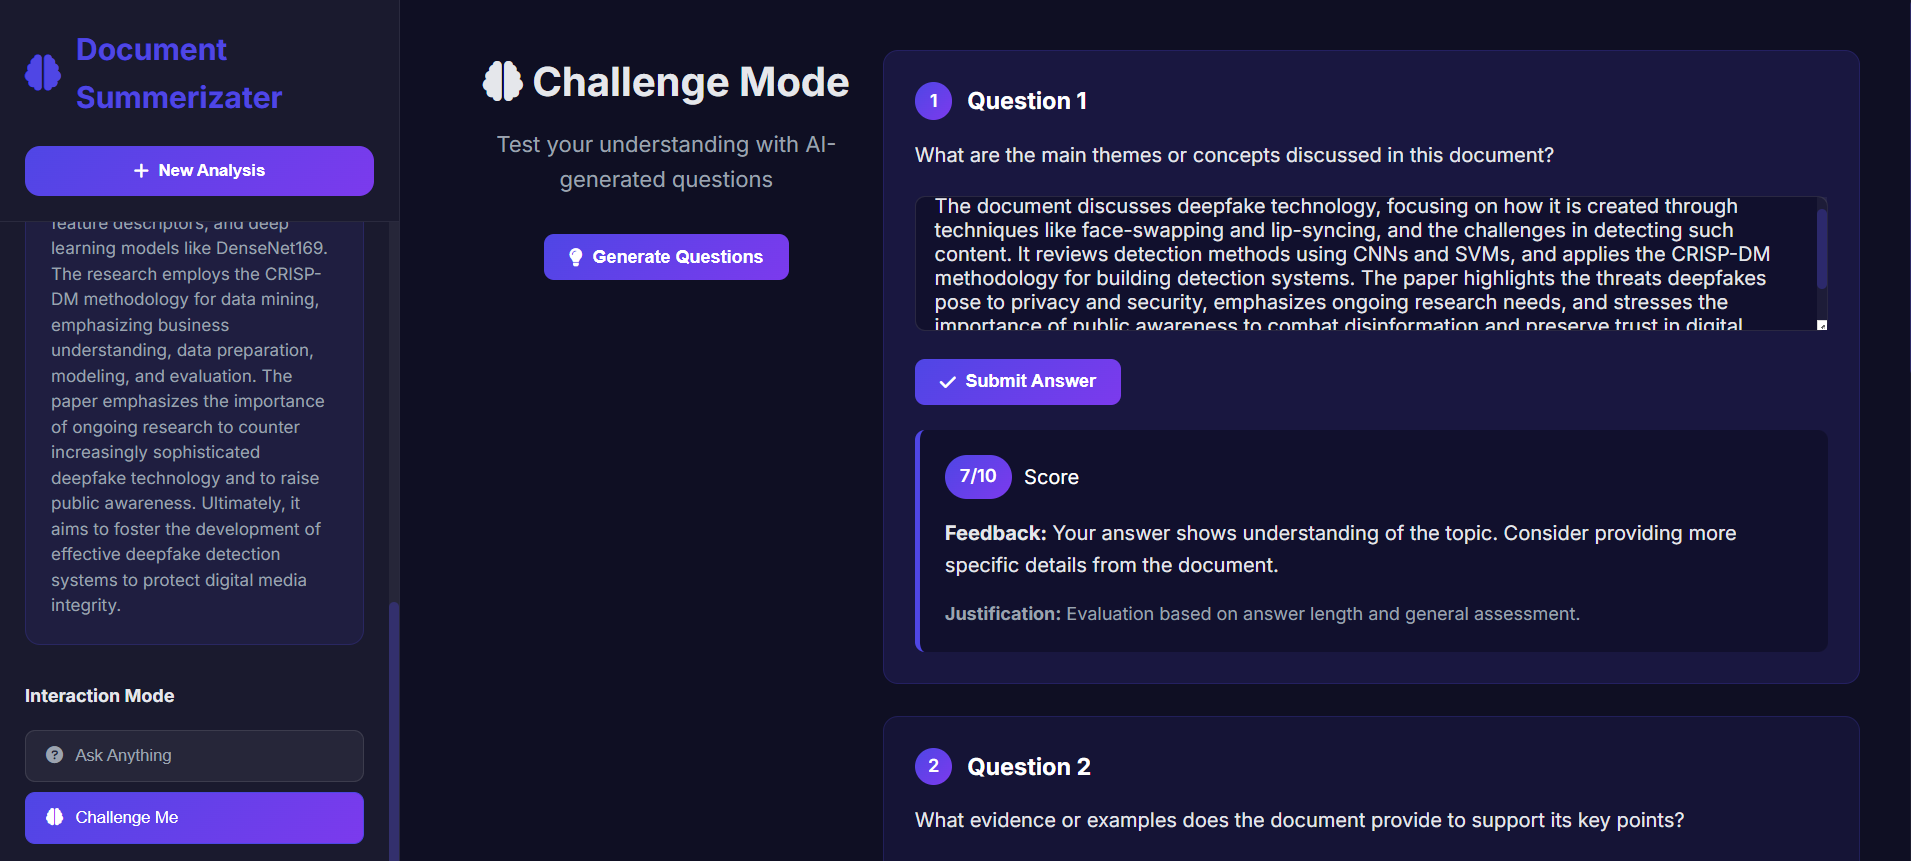 Document
Summerizater
New Analysis
feature descriptors, and deep
learning models like DenseNet169.
The research employs the CRISP-
DM methodology for data mining,
emphasizing business
understanding, data preparation,
modeling, and evaluation. The
paper emphasizes the importance
of ongoing research to counter
increasingly sophisticated
deepfake technology and to raise
public awareness. Ultimately, it
aims to foster the development of
effective deepfake detection
systems to protect digital media
integrity.
Interaction Mode
Ask Anything
Challenge Me
Challenge Mode
Test your understanding with AI-
generated questions
Generate Questions
1 Question 1
What are the main themes or concepts discussed in this document?
The document discusses deepfake technology, focusing on how it is created through
techniques like face-swapping and lip-syncing, and the challenges in detecting such
content. It reviews detection methods using CNNs and SVMs, and applies the CRISP-DM
methodology for building detection systems. The paper highlights the threats deepfakes
pose to privacy and security, emphasizes ongoing research needs, and stresses the
importance of public awareness to combat disinformation and preserve trust in digital
Submit Answer
7/10 Score
Feedback: Your answer shows understanding of the topic. Consider providing more
specific details from the document.
Justification: Evaluation based on answer length and general assessment.
2 Question 2
What evidence or examples does the document provide to support its key points?